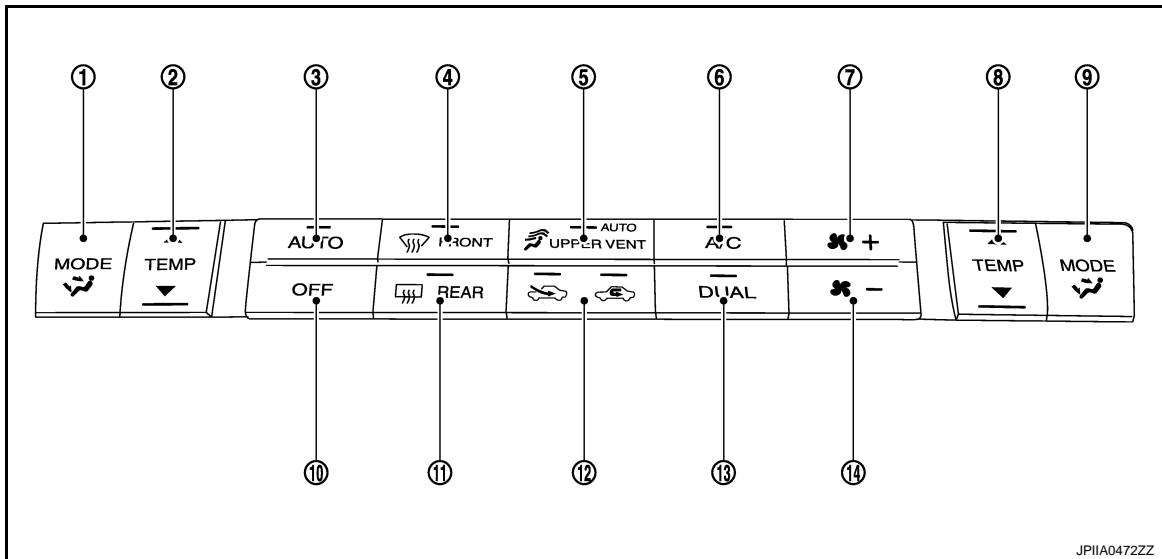 ① ② ③ ④ ⑤ ⑥ ⑦ ⑧ ⑨
MODE TEMP AUTO FRONT AUTO
UPPER VENT A/C + TEMP MODE
OFF REAR DUAL -
⑩ ⑪ ⑫ ⑬ ⑭
JPIIA0472ZZ